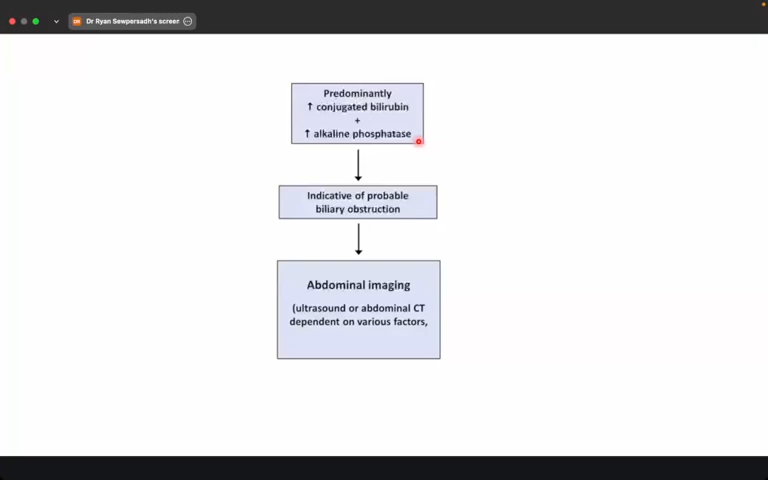 DR Dr Ryan Sewpersadh's screen
Predominantly
↑ conjugated bilirubin
+
↑ alkaline phosphatase
Indicative of probable
biliary obstruction
Abdominal imaging
(ultrasound or abdominal CT
dependent on various factors,